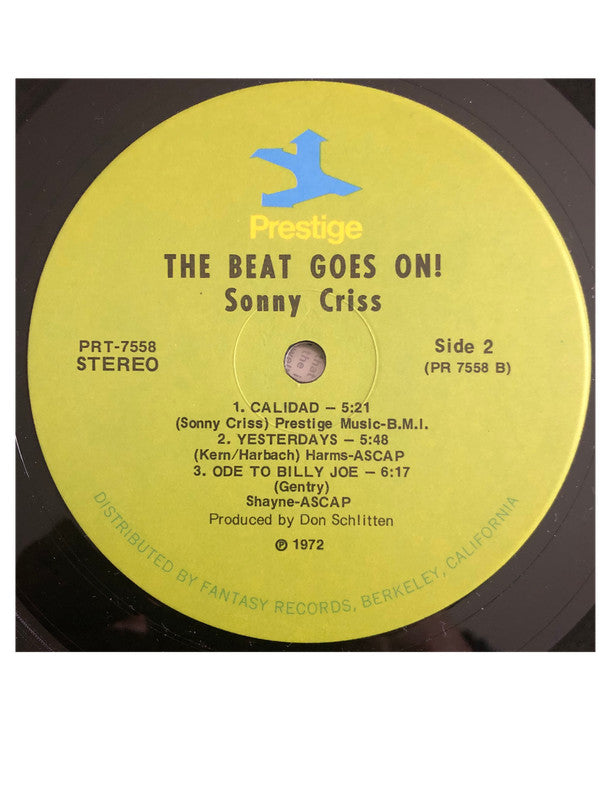 Prestige
THE BEAT GOES ON!
Sonny Criss
PRT-7558
STEREO
Side 2
(PR 7558 B)
1. CALIDAD – 5:21
(Sonny Criss) Prestige Music-B.M.I.
2. YESTERDAYS – 5:48
(Kern/Harbach) Harms-ASCAP
3. ODE TO BILLY JOE – 6:17
(Gentry)
Shayne-ASCAP
Produced by Don Schlitten
℗ 1972
DISTRIBUTED BY FANTASY RECORDS, BERKELEY, CALIFORNIA